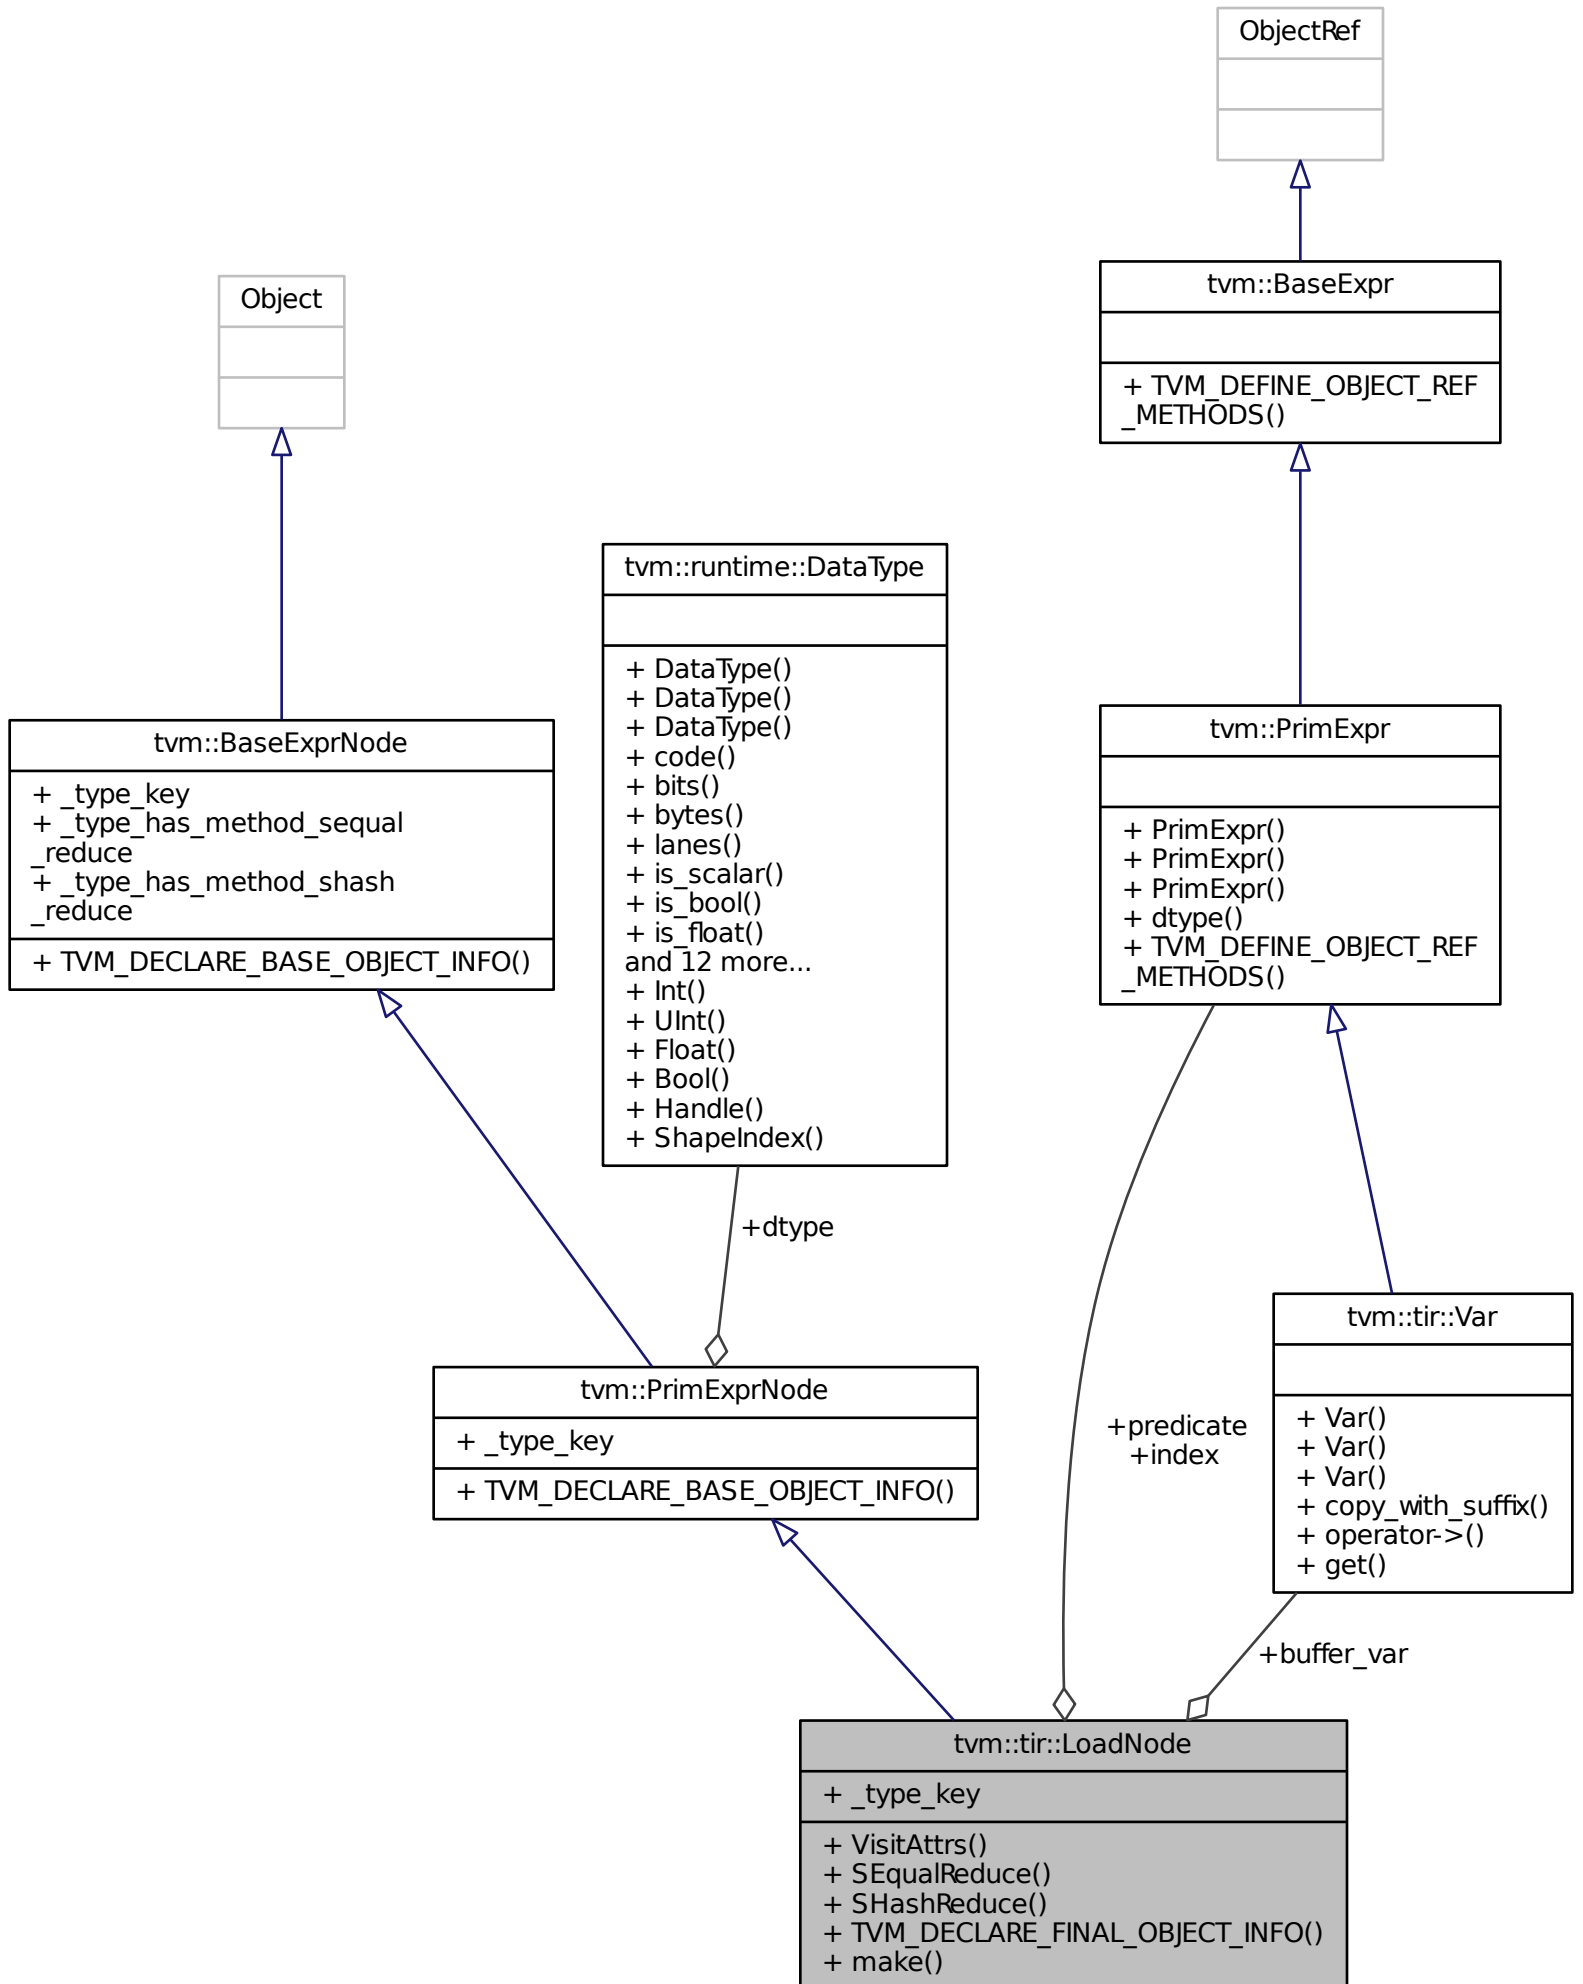 ObjectRef
tvm::BaseExpr
+ TVM_DEFINE_OBJECT_REF
_METHODS()
Object
tvm::runtime::DataType
+ DataType()
+ DataType()
+ DataType()
+ code()
+ bits()
+ bytes()
+ lanes()
+ is_scalar()
+ is_bool()
+ is_float()
and 12 more...
+ Int()
+ UInt()
+ Float()
+ Bool()
+ Handle()
+ ShapeIndex()
tvm::PrimExpr
+ PrimExpr()
+ PrimExpr()
+ PrimExpr()
+ dtype()
+ TVM_DEFINE_OBJECT_REF
_METHODS()
tvm::BaseExprNode
+ _type_key
+ _type_has_method_sequal
_reduce
+ _type_has_method_shash
_reduce
+ TVM_DECLARE_BASE_OBJECT_INFO()
+dtype
tvm::tir::Var
+ Var()
+ Var()
+ Var()
+ copy_with_suffix()
+ operator->()
+ get()
tvm::PrimExprNode
+ _type_key
+ TVM_DECLARE_BASE_OBJECT_INFO()
+predicate
+index
+buffer_var
tvm::tir::LoadNode
+ _type_key
+ VisitAttrs()
+ SEqualReduce()
+ SHashReduce()
+ TVM_DECLARE_FINAL_OBJECT_INFO()
+ make()